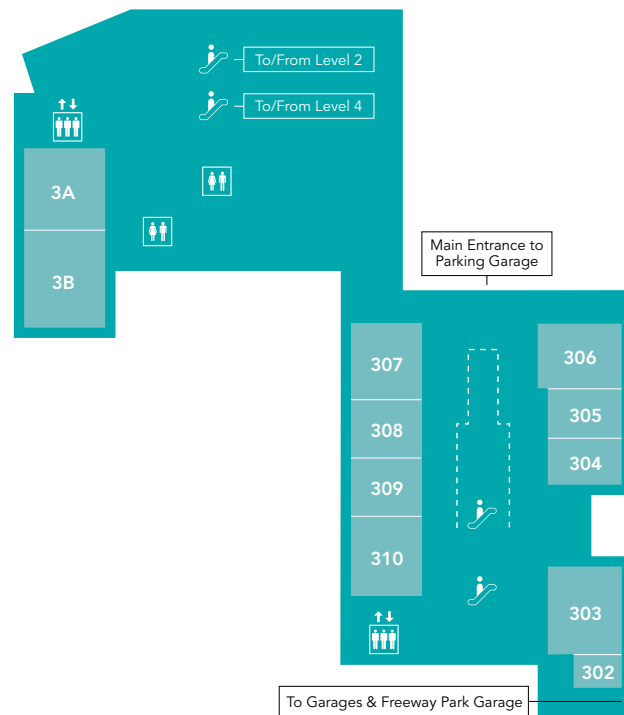 To/From Level 2
To/From Level 4
3A
3B
Main Entrance to
Parking Garage
307
306
305
308
304
309
310
303
302
To Garages & Freeway Park Garage